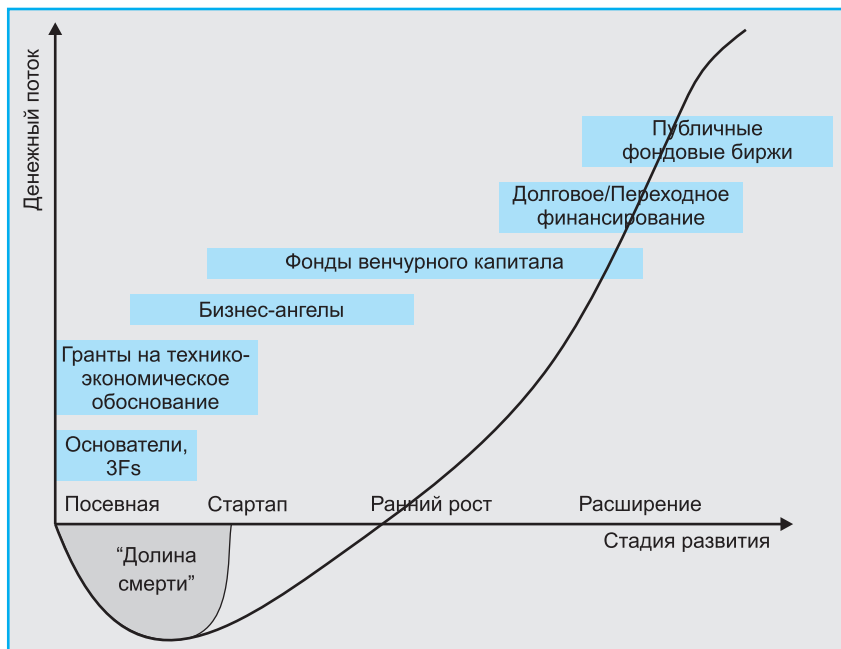 Денежный поток
Публичные
фондовые биржи
Долговое/Переходное
финансирование
Фонды венчурного капитала
Бизнес-ангелы
Гранты на технико-
экономическое
обоснование
Основатели,
3Fs
Посевная
Стартап
Ранний рост
Расширение
Стадия развития
“Долина
смерти”